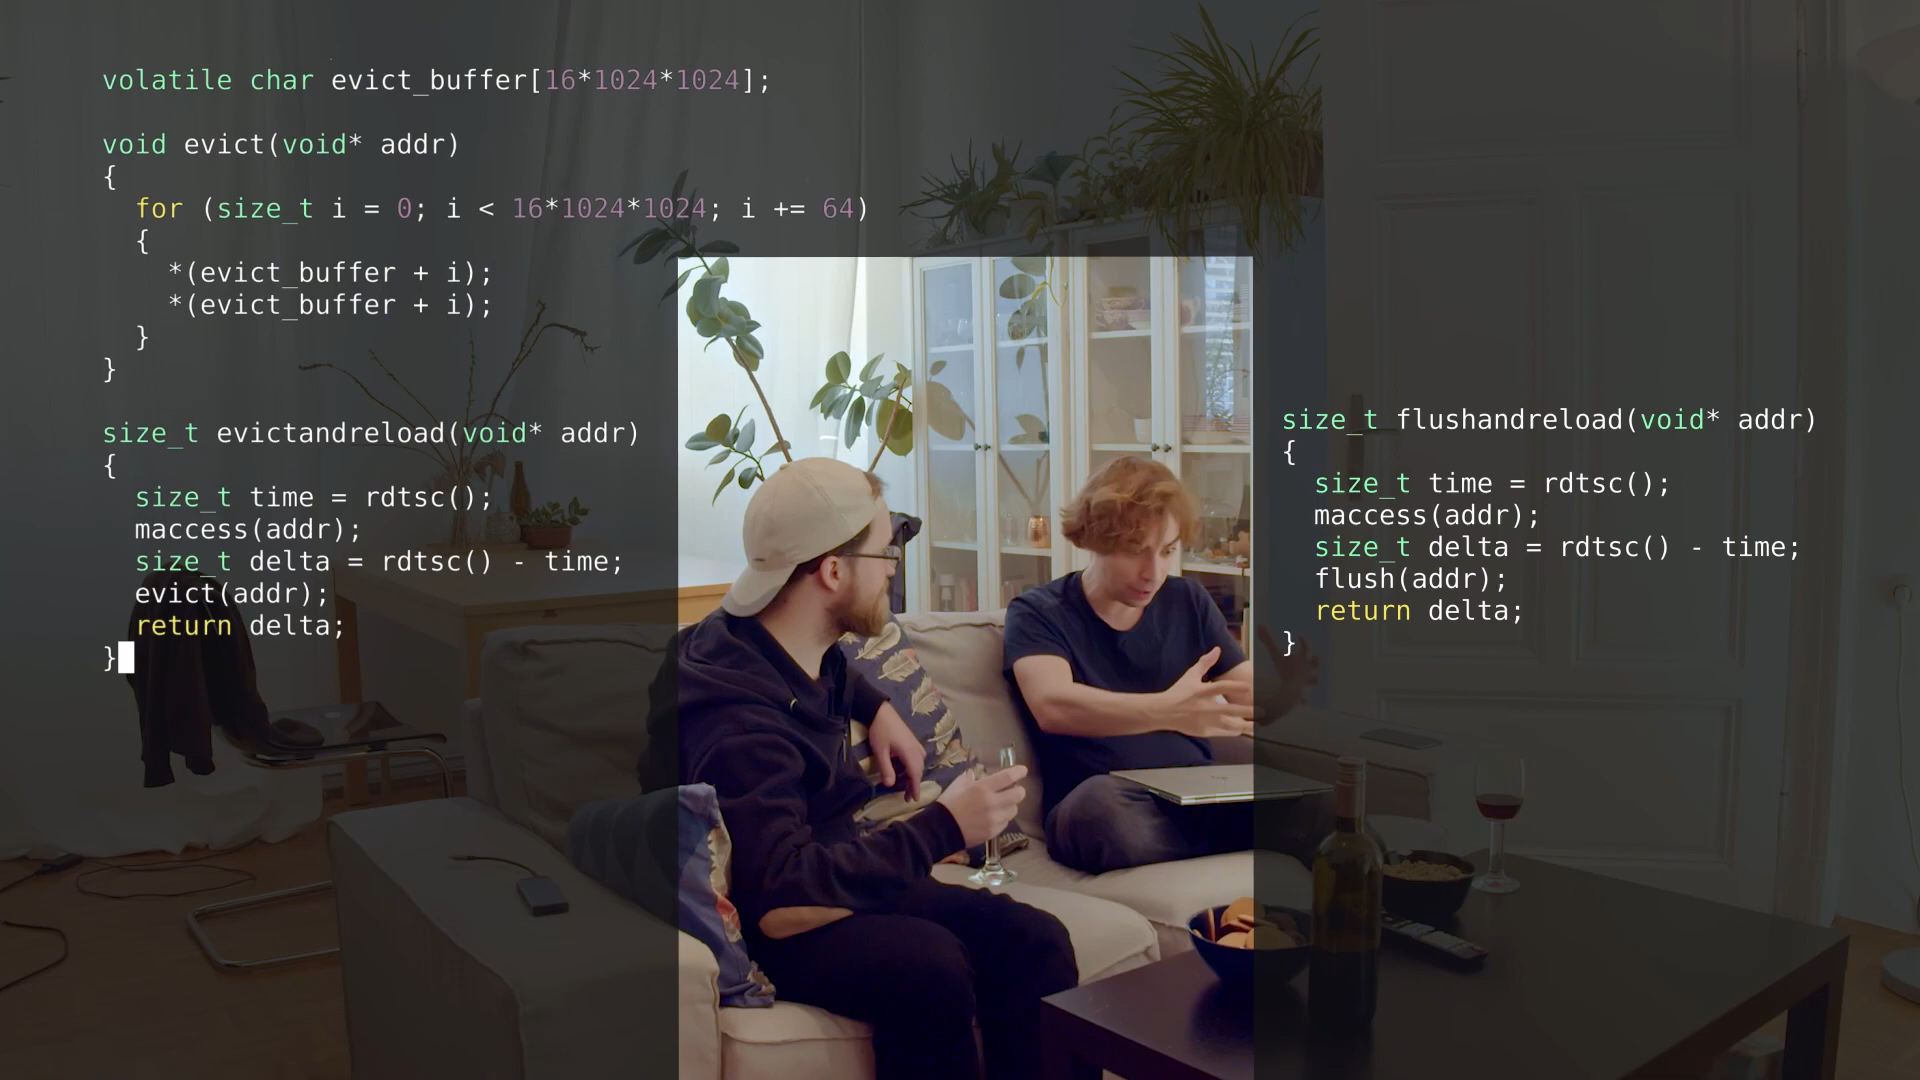 volatile char evict_buffer[16*1024*1024];

void evict(void* addr)
{
  for (size_t i = 0; i < 16*1024*1024; i += 64)
  {
    *(evict_buffer + i);
    *(evict_buffer + i);
  }
}

size_t evictandreload(void* addr)
{
  size_t time = rdtsc();
  maccess(addr);
  size_t delta = rdtsc() - time;
  evict(addr);
  return delta;
}

size_t flushandreload(void* addr)
{
  size_t time = rdtsc();
  maccess(addr);
  size_t delta = rdtsc() - time;
  flush(addr);
  return delta;
}